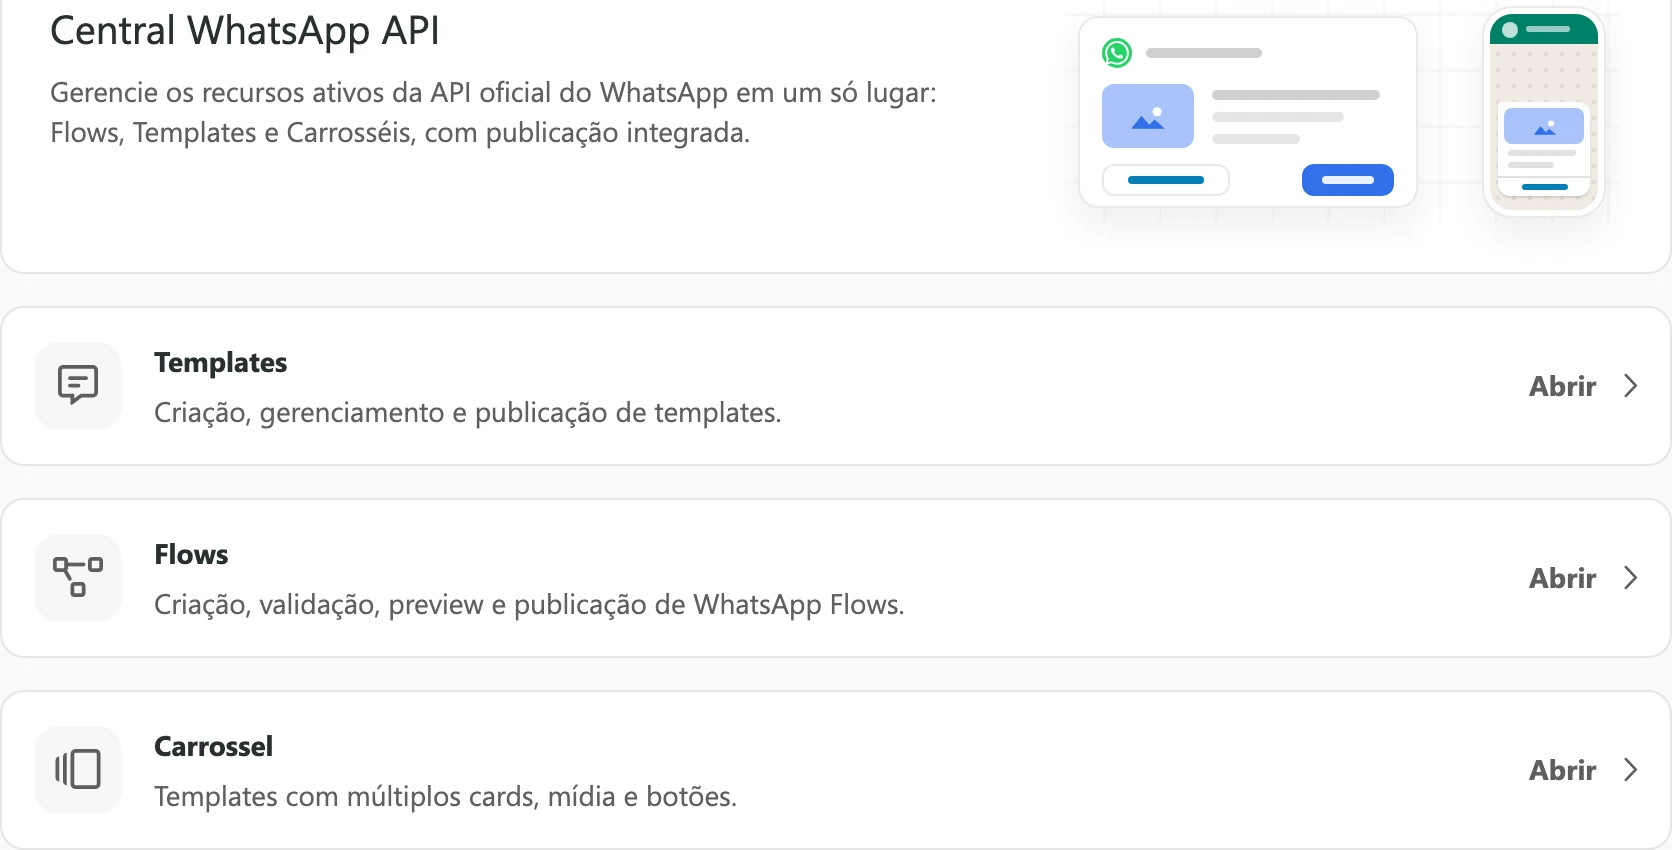 Central WhatsApp API
Gerencie os recursos ativos da API oficial do WhatsApp em um só lugar:
Flows, Templates e Carrosséis, com publicação integrada.
Templates
Criação, gerenciamento e publicação de templates.
Abrir
Flows
Criação, validação, preview e publicação de WhatsApp Flows.
Abrir
Carrossel
Templates com múltiplos cards, mídia e botões.
Abrir